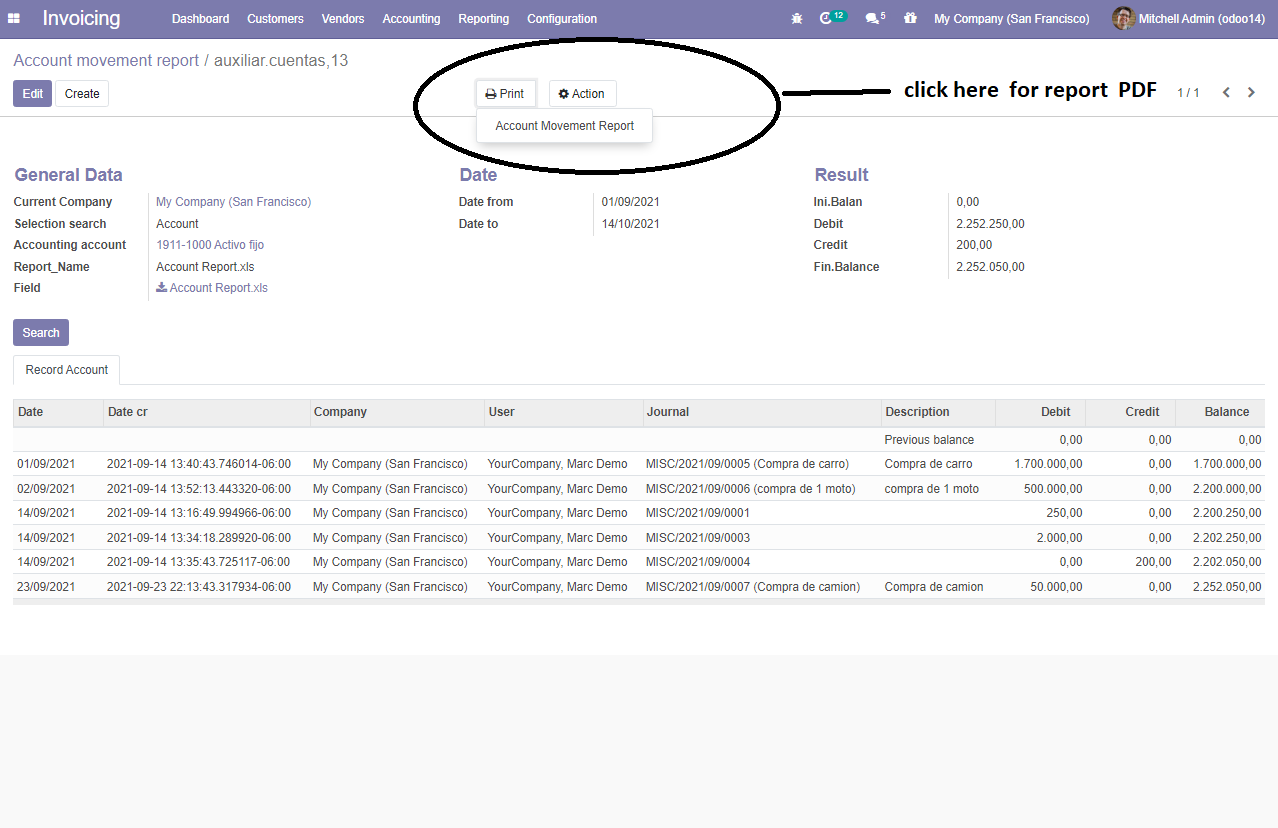 Invoicing Dashboard Customers Vendors Accounting Reporting Configuration 12 5 My Company (San Francisco) Mitchell Admin (odoo14)
Account movement report / auxiliar.cuentas,13
Edit Create Print Action click here for report PDF 1 / 1
Account Movement Report
General Data Date Result
Current Company My Company (San Francisco) Date from 01/09/2021 Ini.Balan 0,00
Selection search Account Date to 14/10/2021 Debit 2.252.250,00
Accounting account 1911-1000 Activo fijo Credit 200,00
Report_Name Account Report.xls Fin.Balance 2.252.050,00
Field Account Report.xls
Search
Record Account
Date Date cr Company User Journal Description Debit Credit Balance
Previous balance 0,00 0,00 0,00
01/09/2021 2021-09-14 13:40:43.746014-06:00 My Company (San Francisco) YourCompany, Marc Demo MISC/2021/09/0005 (Compra de carro) Compra de carro 1.700.000,00 0,00 1.700.000,00
02/09/2021 2021-09-14 13:52:13.443320-06:00 My Company (San Francisco) YourCompany, Marc Demo MISC/2021/09/0006 (compra de 1 moto) compra de 1 moto 500.000,00 0,00 2.200.000,00
14/09/2021 2021-09-14 13:16:49.994966-06:00 My Company (San Francisco) YourCompany, Marc Demo MISC/2021/09/0001 250,00 0,00 2.200.250,00
14/09/2021 2021-09-14 13:34:18.289920-06:00 My Company (San Francisco) YourCompany, Marc Demo MISC/2021/09/0003 2.000,00 0,00 2.202.250,00
14/09/2021 2021-09-14 13:35:43.725117-06:00 My Company (San Francisco) YourCompany, Marc Demo MISC/2021/09/0004 0,00 200,00 2.202.050,00
23/09/2021 2021-09-23 22:13:43.317934-06:00 My Company (San Francisco) YourCompany, Marc Demo MISC/2021/09/0007 (Compra de camion) Compra de camion 50.000,00 0,00 2.252.050,00